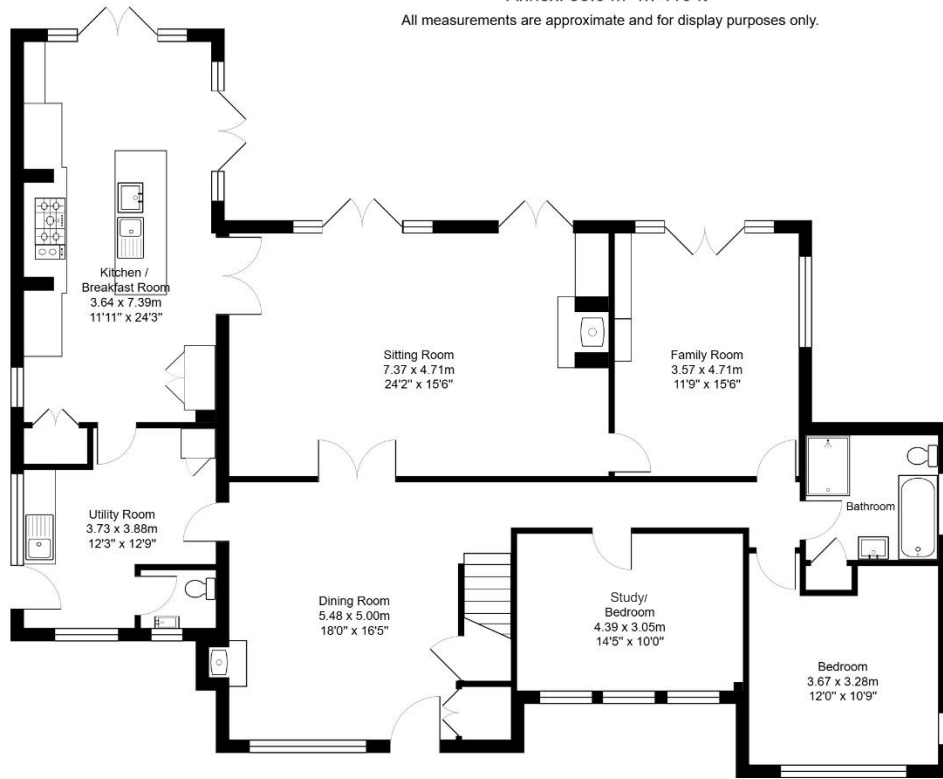 All measurements are approximate and for display purposes only.
Kitchen /
Breakfast Room
3.64 x 7.39m
11'11" x 24'3"
Sitting Room
7.37 x 4.71m
24'2" x 15'6"
Family Room
3.57 x 4.71m
11'9" x 15'6"
Utility Room
3.73 x 3.88m
12'3" x 12'9"
Bathroom
Dining Room
5.48 x 5.00m
18'0" x 16'5"
Study/
Bedroom
4.39 x 3.05m
14'5" x 10'0"
Bedroom
3.67 x 3.28m
12'0" x 10'9"